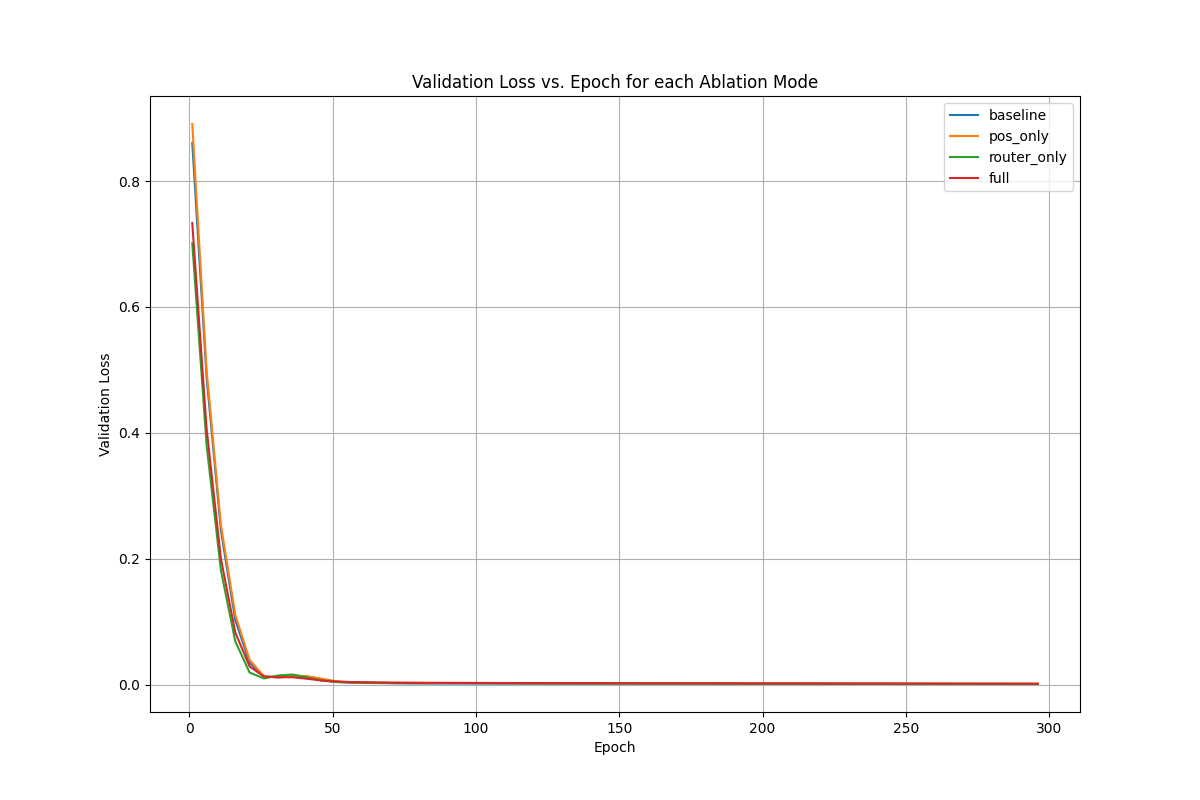 Validation Loss vs. Epoch for each Ablation Mode
baseline
pos_only
router_only
full
0.8
0.6
0.4
0.2
0.0
Validation Loss
0 50 100 150 200 250 300
Epoch